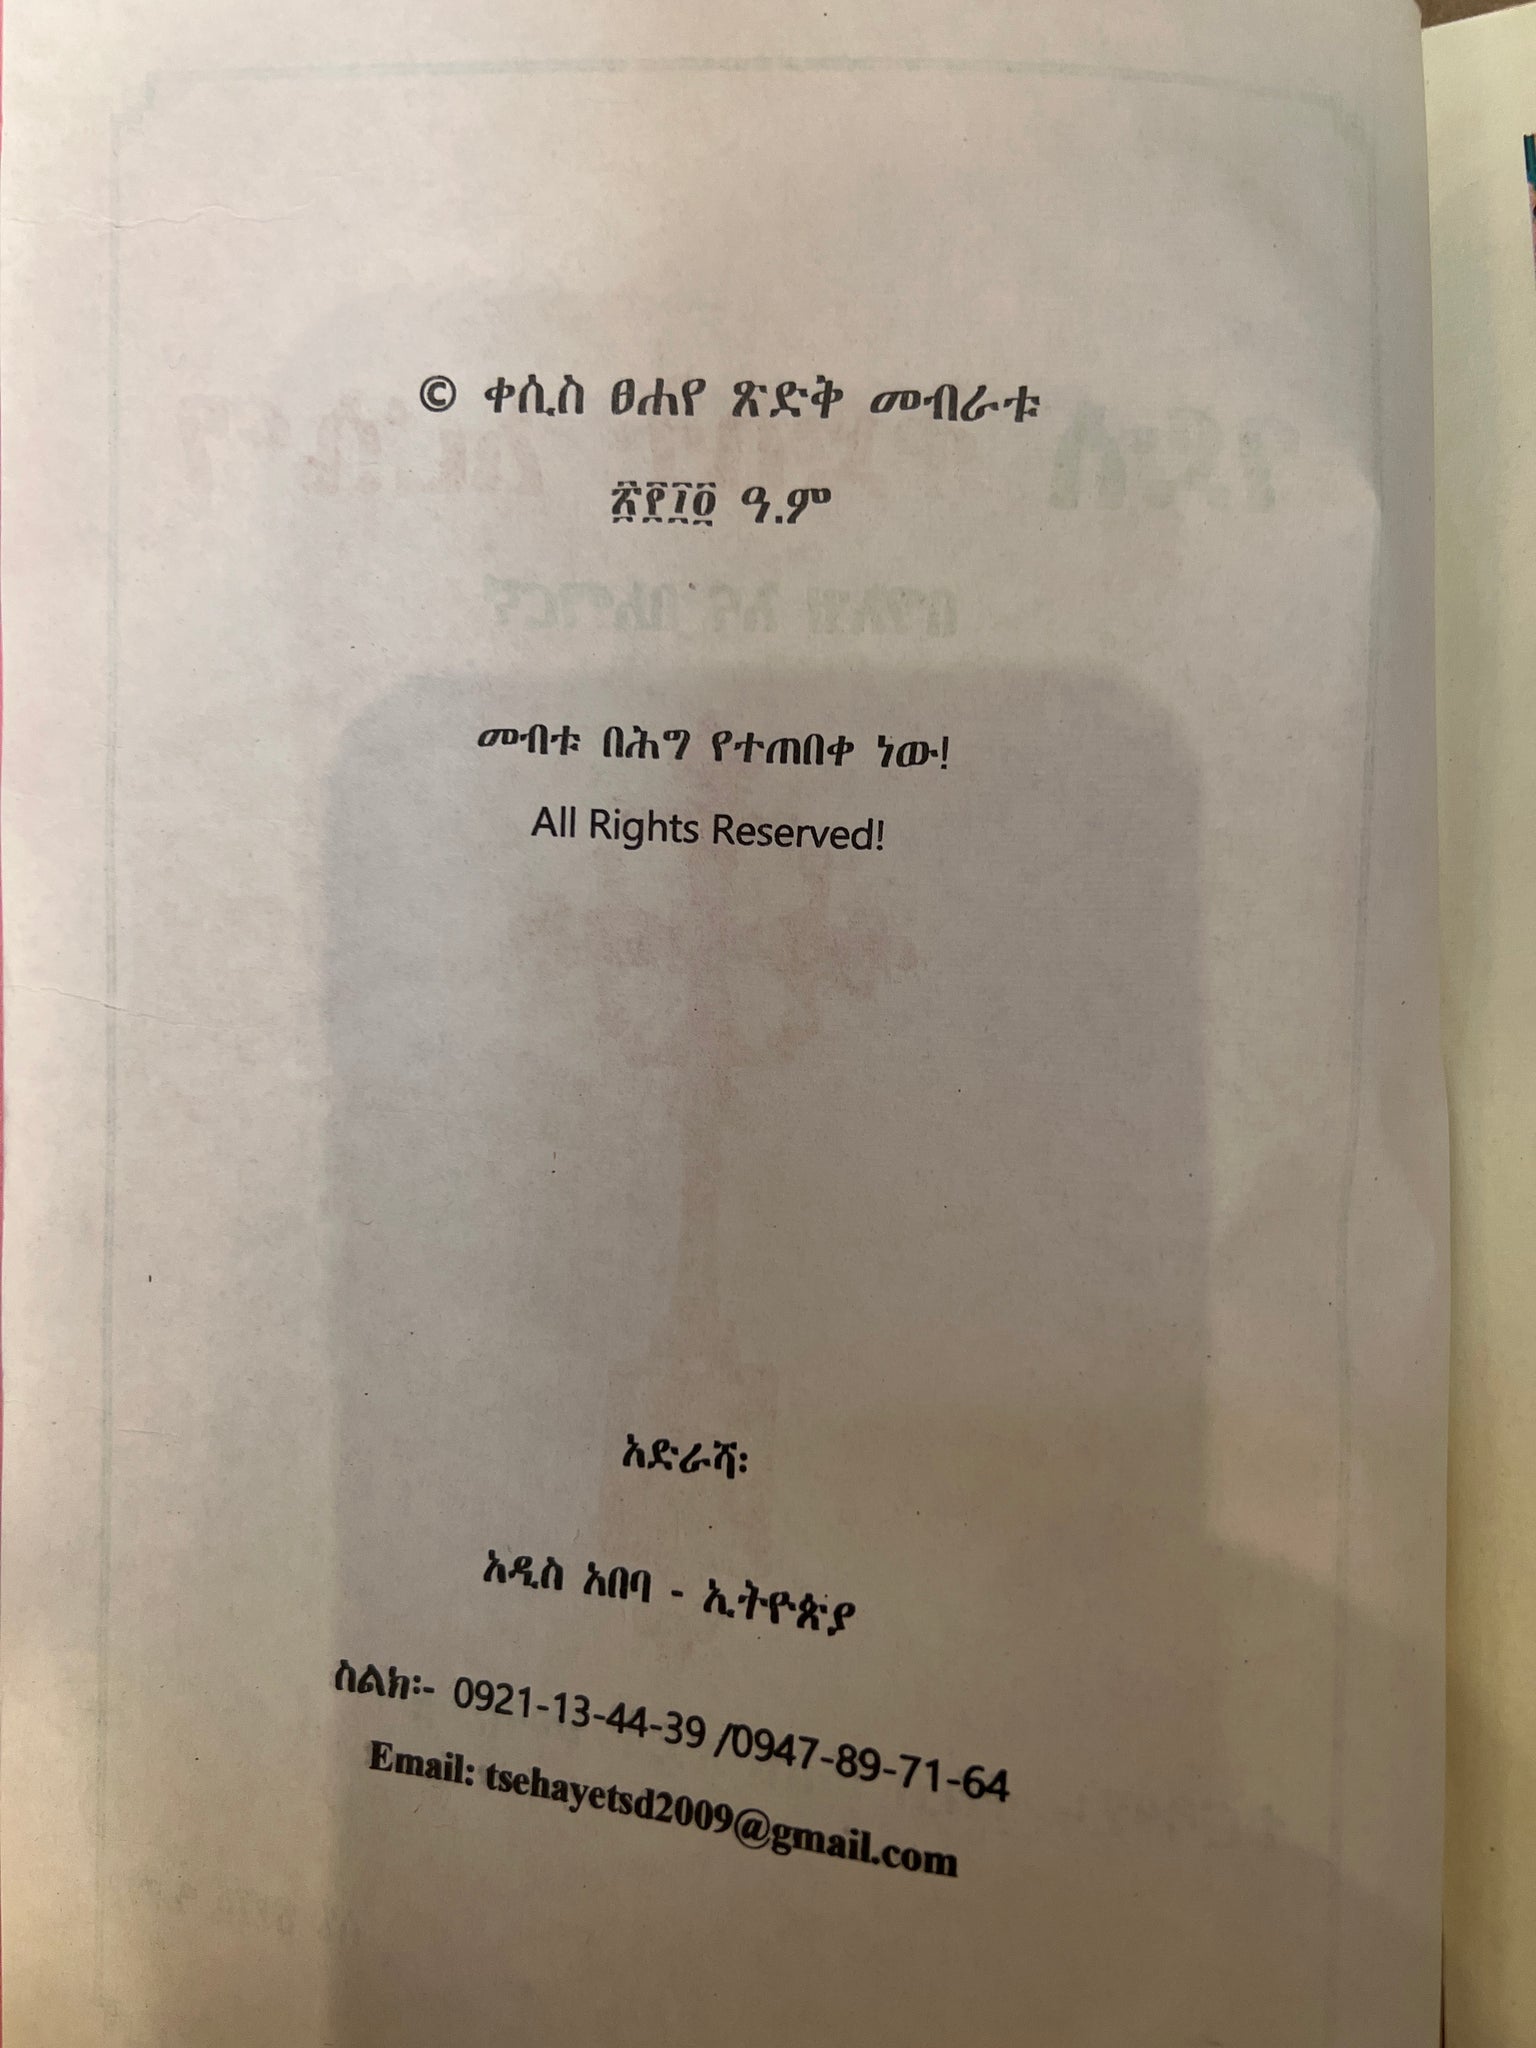 © ቀሲስ ፀሐየ ጽድቅ መብራቱ
፳፻፲፬ ዓ.ም
መብቱ በሕግ የተጠበቀ ነው!
All Rights Reserved!
አድራሻ፡
አዲስ አበባ - ኢትዮጵያ
ስልክ፡- 0921-13-44-39 /0947-89-71-64
Email: tsehayetsd2009@gmail.com